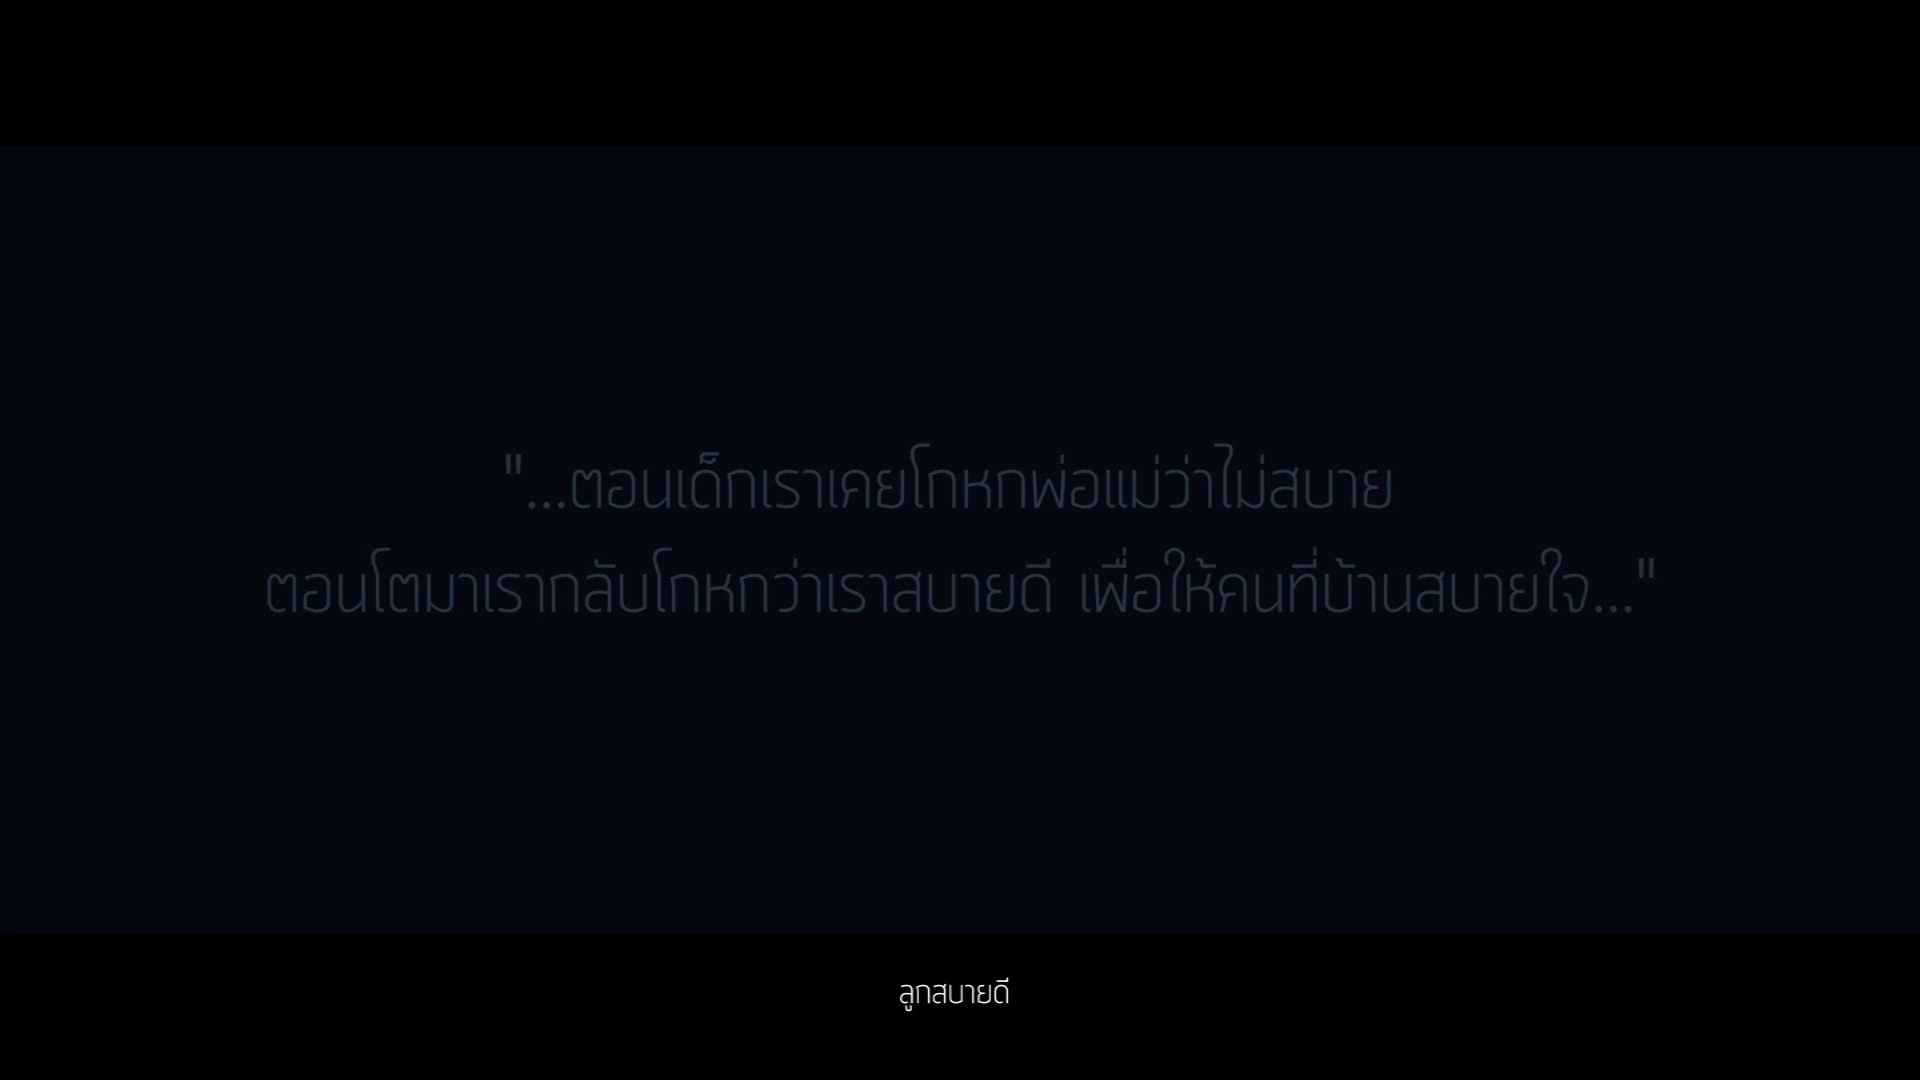 "...ตอนเด็กเราเคยโกหกพ่อแม่ว่าไม่สบาย
ตอนโตมาเรากลับโกหกว่าเราสบายดี เพื่อให้คนที่บ้านสบายใจ..."
ลูกสบายดี